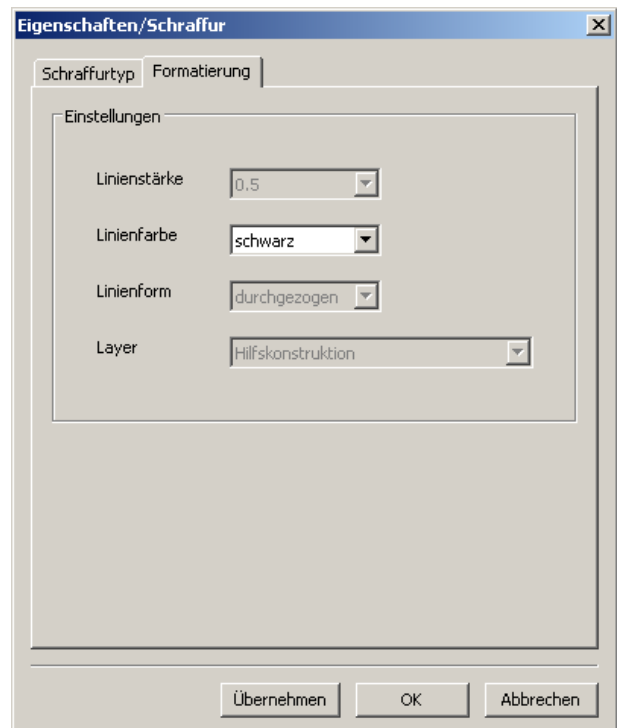 Eigenschaften/Schraffur
Schraffurtyp Formatierung
Einstellungen
Linienstärke 0.5
Linienfarbe schwarz
Linienform durchgezogen
Layer Hilfskonstruktion
Übernehmen OK Abbrechen